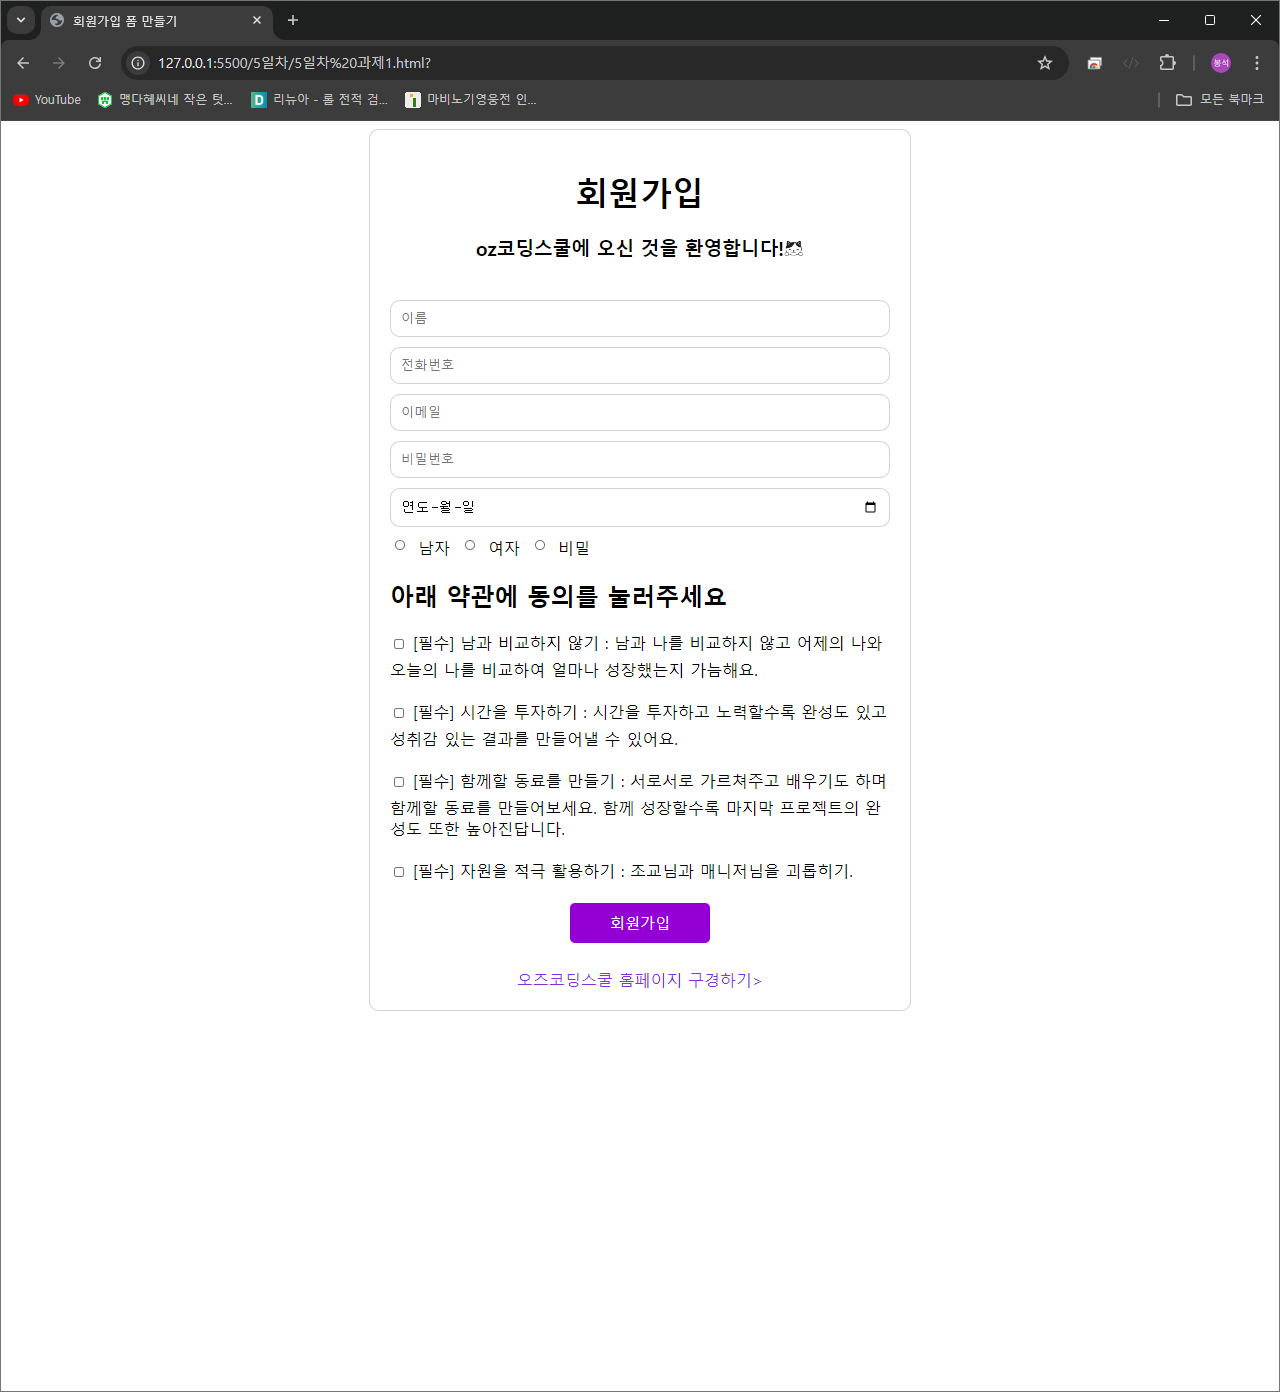 회원가입 폼 만들기
127.0.0.1:5500/5일차/5일차%20과제1.html?
봉석
YouTube
맹다혜씨네 작은 텃...
리뉴아 - 롤 전적 검...
마비노기영웅전 인...
모든 북마크
회원가입
oz코딩스쿨에 오신 것을 환영합니다!🐱
이름
전화번호
이메일
비밀번호
연도-월-일
남자 여자 비밀
아래 약관에 동의를 눌러주세요
[필수] 남과 비교하지 않기 : 남과 나를 비교하지 않고 어제의 나와
오늘의 나를 비교하여 얼마나 성장했는지 가늠해요.
[필수] 시간을 투자하기 : 시간을 투자하고 노력할수록 완성도 있고
성취감 있는 결과를 만들어낼 수 있어요.
[필수] 함께할 동료를 만들기 : 서로서로 가르쳐주고 배우기도 하며
함께할 동료를 만들어보세요. 함께 성장할수록 마지막 프로젝트의 완
성도 또한 높아진답니다.
[필수] 자원을 적극 활용하기 : 조교님과 매니저님을 괴롭히기.
회원가입
오즈코딩스쿨 홈페이지 구경하기>